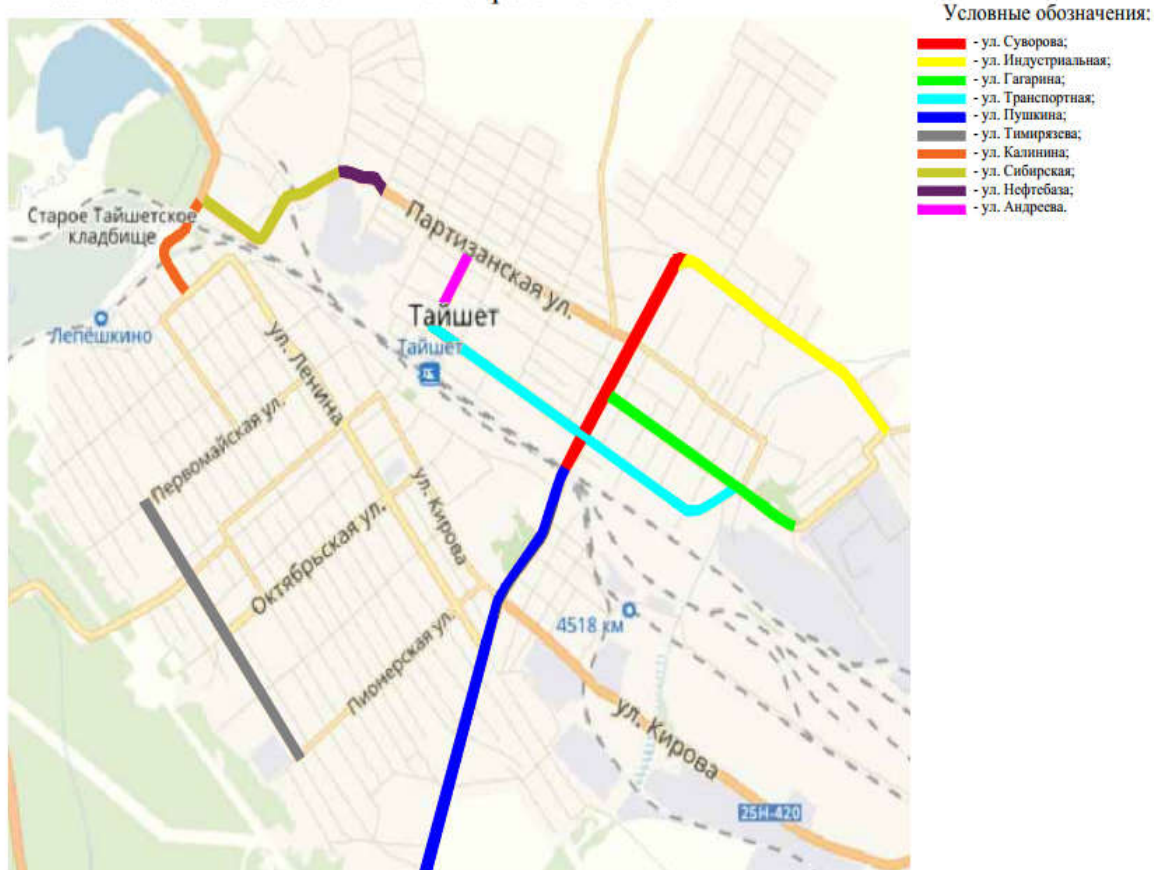 Условные обозначения:
- ул. Суворова;
- ул. Индустриальная;
- ул. Гагарина;
- ул. Транспортная;
- ул. Пушкина;
- ул. Тимирязева;
- ул. Калинина;
- ул. Сибирская;
- ул. Нефтебаза;
- ул. Андреева.
Старое Тайшетское
кладбище
Партизанская ул.
Лепёшкино
Тайшет
Тайшет
ул. Ленина
Первомайская ул.
ул. Кирова
Октябрьская ул.
Пионерская ул.
4518 км
ул. Кирова
25Н-420